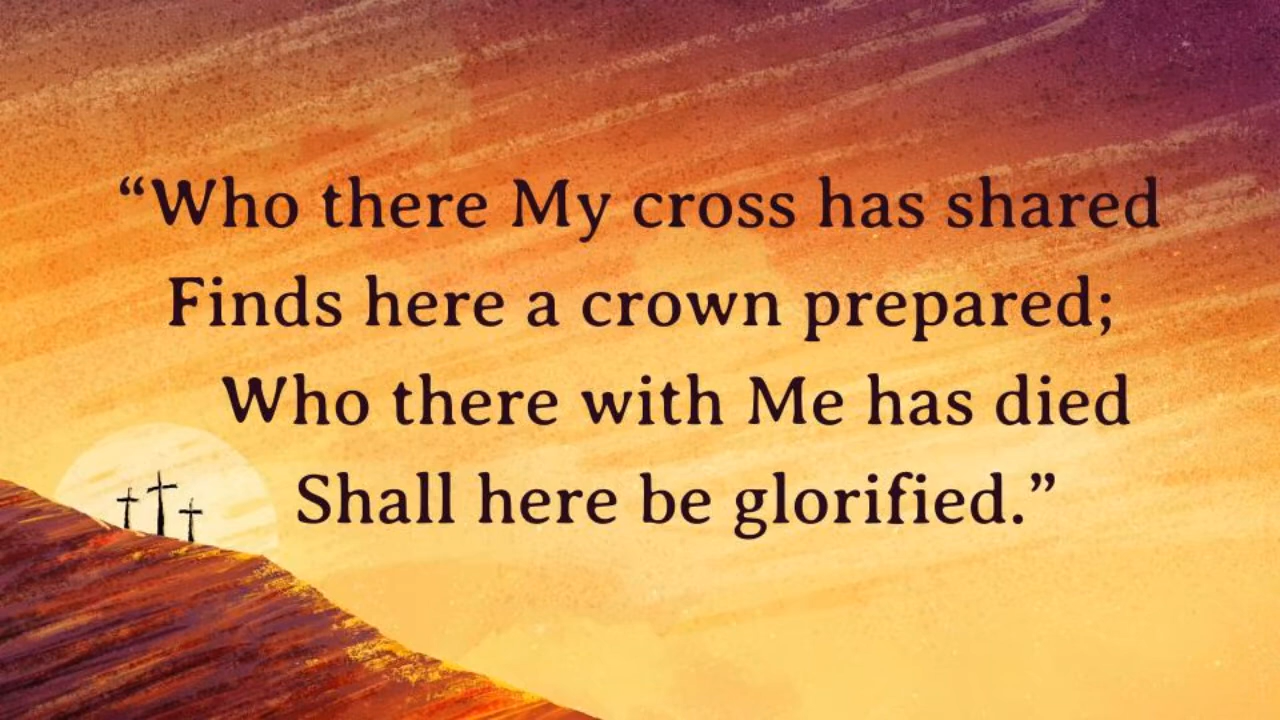 “Who there My cross has shared
Finds here a crown prepared;
Who there with Me has died
Shall here be glorified.”